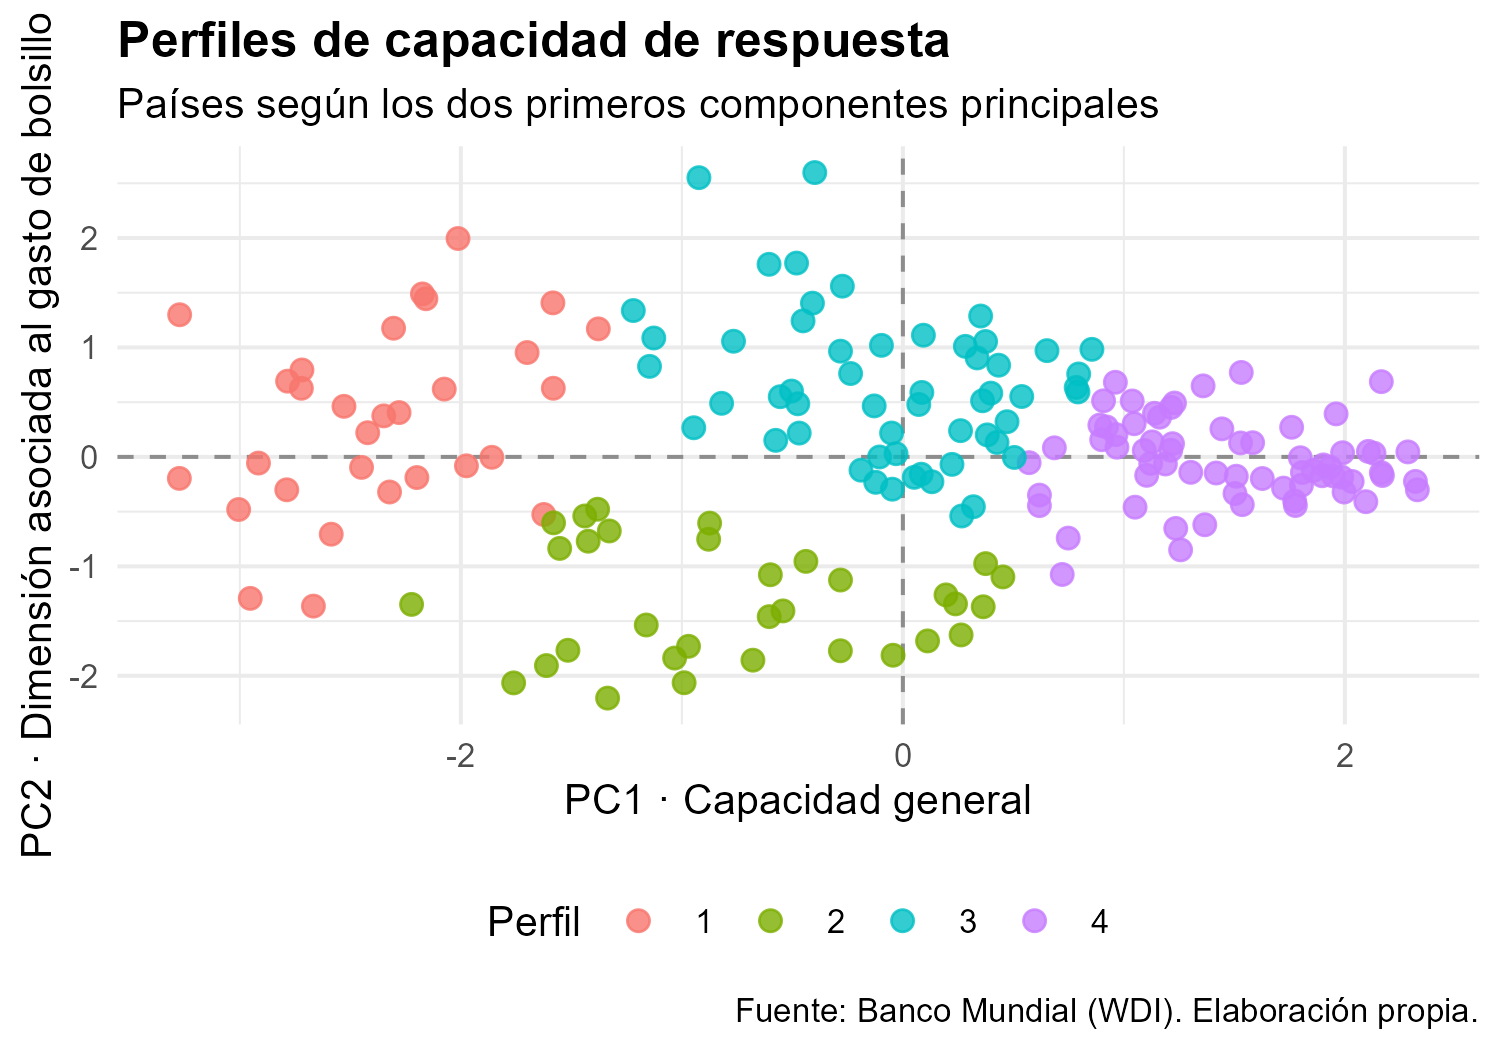 Perfiles de capacidad de respuesta
Países según los dos primeros componentes principales
PC2 · Dimensión asociada al gasto de bolsillo
2
1
0
-1
-2
-2
0
2
PC1 · Capacidad general
Perfil
1
2
3
4
Fuente: Banco Mundial (WDI). Elaboración propia.